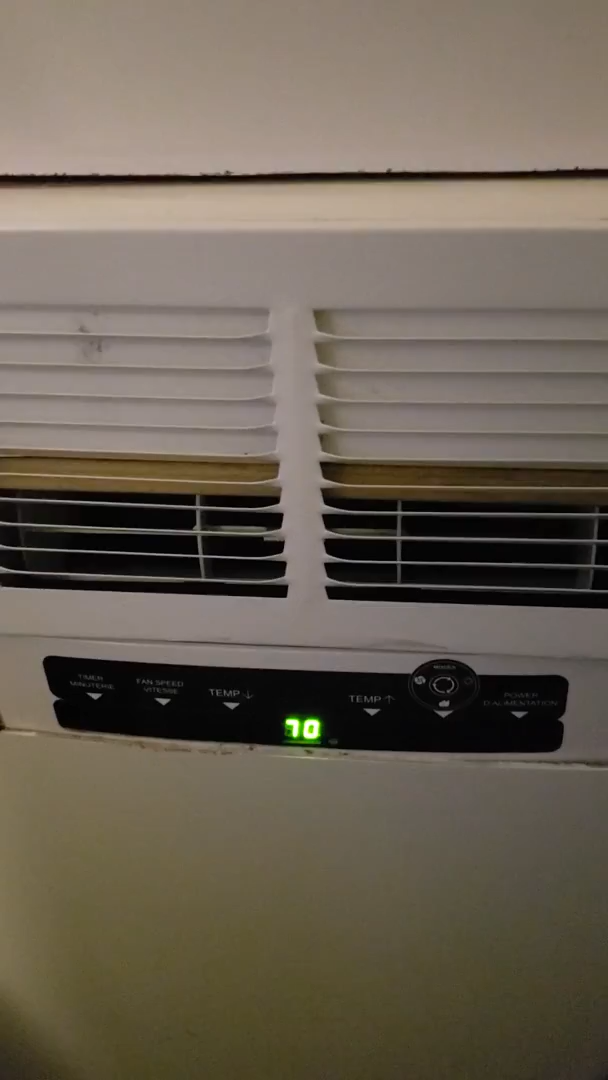 TIMER
MINUTERIE
FAN SPEED
VITESSE
TEMP ↓
TEMP ↑
MODE
POWER
D'ALIMENTATION
70